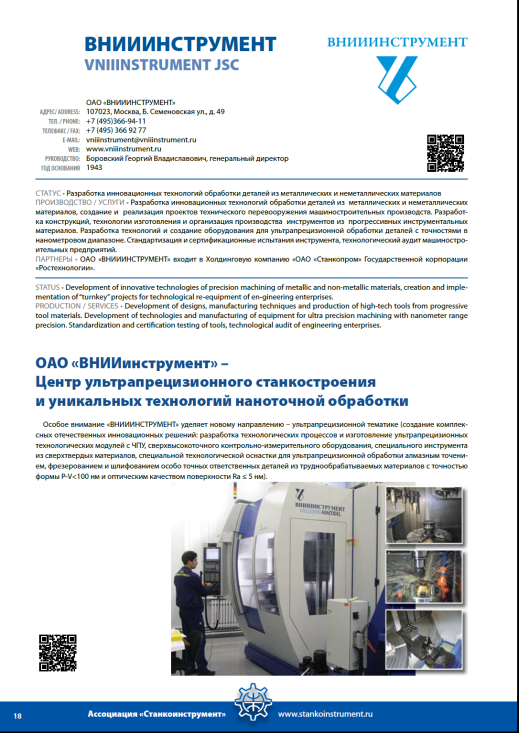 ВНИИИНСТРУМЕНТ
VNIIINSTRUMENT JSC
ВНИИИНСТРУМЕНТ
ОАО «ВНИИИНСТРУМЕНТ»
АДРЕС/ ADDRESS: 107023, Москва, Б. Семеновская ул., д. 49
ТЕЛ. / PHONE: +7 (495)366-94-11
ТЕЛЕФАКС / FAX: +7 (495) 366 92 77
E-MAIL: vniiinstrument@vniiinstrument.ru
WEB: www.vniiinstrument.ru
РУКОВОДСТВО: Боровский Георгий Владиславович, генеральный директор
ГОД ОСНОВАНИЯ 1943
СТАТУС • Разработка инновационных технологий обработки деталей из металлических и неметаллических материалов
ПРОИЗВОДСТВО / УСЛУГИ • Разработка инновационных технологий обработки деталей из металлических и неметаллических
материалов, создание и реализация проектов технического перевооружения машиностроительных производств. Разработ-
ка конструкций, технологии изготовления и организация производства инструментов из прогрессивных инструментальных
материалов. Разработка технологий и создание оборудования для ультрапрецизионной обработки деталей с точностями в
нанометровом диапазоне. Стандартизация и сертификационные испытания инструмента, технологический аудит машиностро-
ительных предприятий.
ПАРТНЕРЫ • ОАО «ВНИИИНСТРУМЕНТ» входит в Холдинговую компанию «ОАО «Станкопром» Государственной корпорации
«Ростехнологии».
STATUS • Development of innovative technologies of precision machining of metallic and non-metallic materials, creation and imple-
mentation of "turnkey" projects for technological re-equipment of en-gineering enterprises.
PRODUCTION / SERVICES • Development of designs, manufacturing techniques and production of high-tech tools from progressive
tool materials. Development of technologies and manufacturing of equipment for ultra precision machining with nanometer range
precision. Standardization and certification testing of tools, technological audit of engineering enterprises.
ОАО «ВНИИинструмент» –
Центр ультрапрецизионного станкостроения
и уникальных технологий наноточной обработки
Особое внимание «ВНИИИНСТРУМЕНТ» уделяет новому направлению – ультрапрецизионной тематике (создание комплек-
сных отечественных инновационных решений: разработка технологических процессов и изготовление ультрапрецизионных
технологических модулей с ЧПУ, сверхвысокоточного контрольно-измерительного оборудования, специального инструмента
из сверхтвердых материалов, специальной технологической оснастки для ультрапрецизионной обработки алмазным точени-
ем, фрезерованием и шлифованием особо точных ответственных деталей из труднообрабатываемых материалов с точностью
формы P-V<100 нм и оптическим качеством поверхности Ra ≤ 5 нм).
ВНИИИНСТРУМЕНТ
18
Ассоциация «Станкоинструмент»
www.stankoinstrument.ru